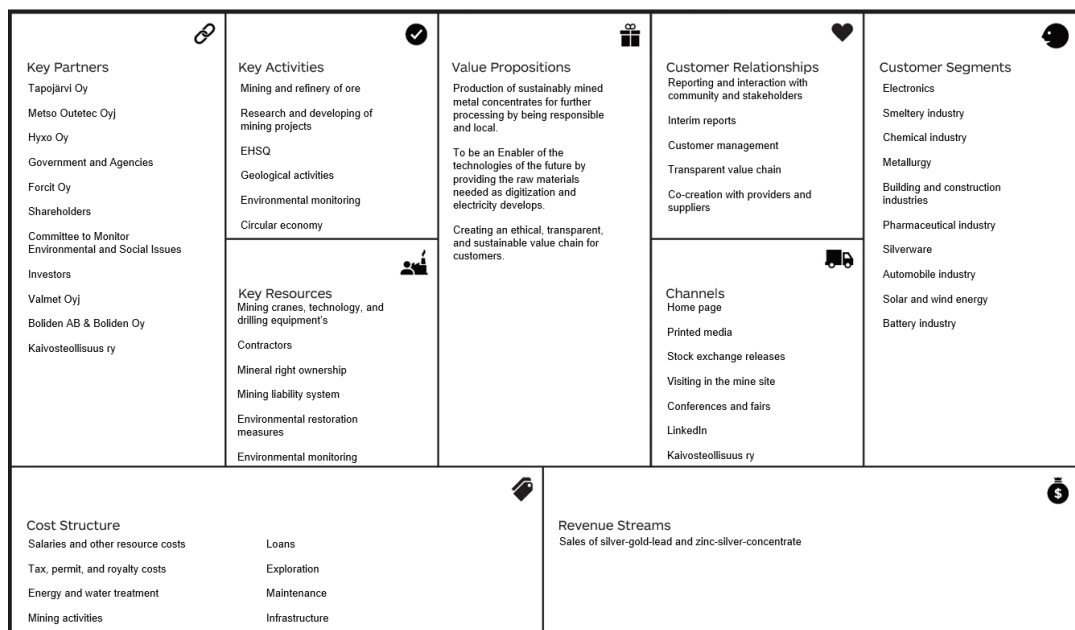 Key Partners
Tapojärvi Oy
Metso Outetec Oyj
Hyxo Oy
Government and Agencies
Forcit Oy
Shareholders
Committee to Monitor
Environmental and Social Issues
Investors
Valmet Oyj
Boliden AB & Boliden Oy
Kaivosteollisuus ry
Key Activities
Mining and refinery of ore
Research and developing of
mining projects
EHSQ
Geological activities
Environmental monitoring
Circular economy
Key Resources
Mining cranes, technology, and
drilling equipment's
Contractors
Mineral right ownership
Mining liability system
Environmental restoration
measures
Environmental monitoring
Value Propositions
Production of sustainably mined
metal concentrates for further
processing by being responsible
and local.
To be an Enabler of the
technologies of the future by
providing the raw materials
needed as digitization and
electricity develops.
Creating an ethical, transparent,
and sustainable value chain for
customers.
Customer Relationships
Reporting and interaction with
community and stakeholders
Interim reports
Customer management
Transparent value chain
Co-creation with providers and
suppliers
Channels
Home page
Printed media
Stock exchange releases
Visiting in the mine site
Conferences and fairs
LinkedIn
Kaivosteollisuus ry
Customer Segments
Electronics
Smeltery industry
Chemical industry
Metallurgy
Building and construction
industries
Pharmaceutical industry
Silverware
Automobile industry
Solar and wind energy
Battery industry
Cost Structure
Salaries and other resource costs
Tax, permit, and royalty costs
Energy and water treatment
Mining activities
Loans
Exploration
Maintenance
Infrastructure
Revenue Streams
Sales of silver-gold-lead and zinc-silver-concentrate
$